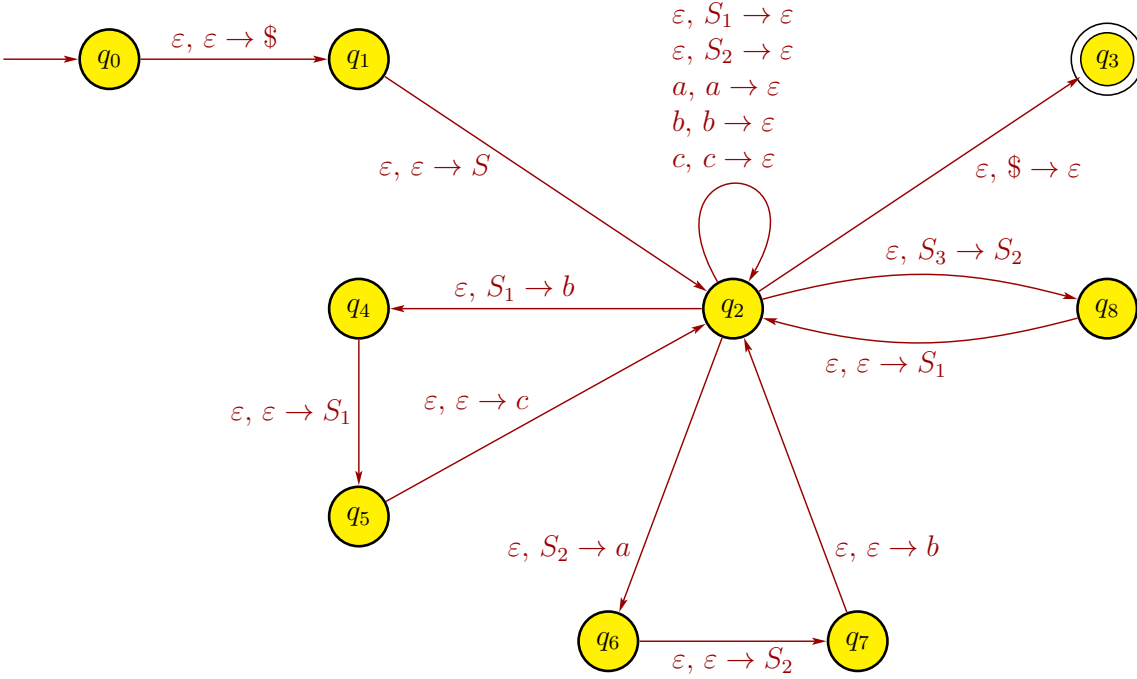 ε, S₁ → ε
ε, S₂ → ε
a, a → ε
b, b → ε
c, c → ε
q₀
ε, ε → $
q₁
q₃
ε, ε → S
ε, $ → ε
ε, S₃ → S₂
q₄
ε, S₁ → b
q₂
q₈
ε, ε → S₁
ε, ε → S₁
ε, ε → c
q₅
ε, S₂ → a
ε, ε → b
q₆
q₇
ε, ε → S₂